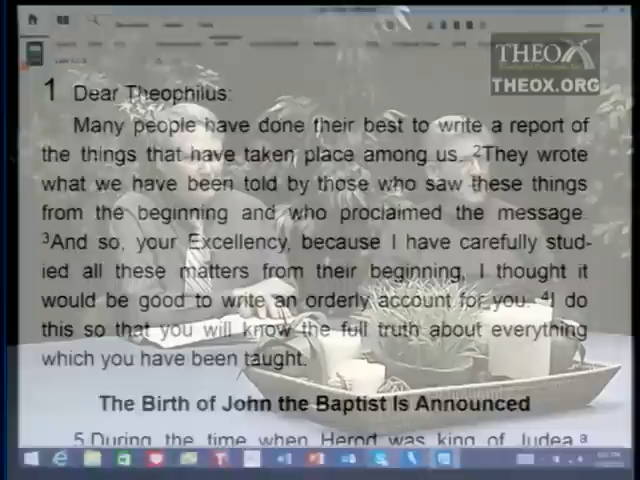 THEOX
THEOX.ORG
1 Dear Theophilus:
Many people have done their best to write a report of
the things that have taken place among us. 2They wrote
what we have been told by those who saw these things
from the beginning and who proclaimed the message.
3And so, your Excellency, because I have carefully stud-
ied all these matters from their beginning, I thought it
would be good to write an orderly account for you. 4I do
this so that you will know the full truth about everything
which you have been taught.
The Birth of John the Baptist Is Announced
5 During the time when Herod was king of Judea a